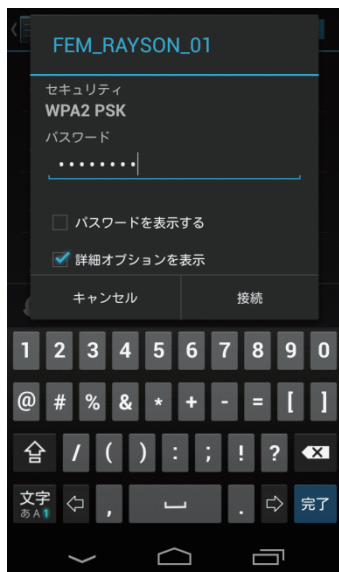 FEM_RAYSON_01
セキュリティ
WPA2 PSK
パスワード
••••••••
パスワードを表示する
詳細オプションを表示
キャンセル 接続
1 2 3 4 5 6 7 8 9 0
@ # % & * + - = [ ]
/ ( ) : ; ! ?
文字 , . 完了
あA1